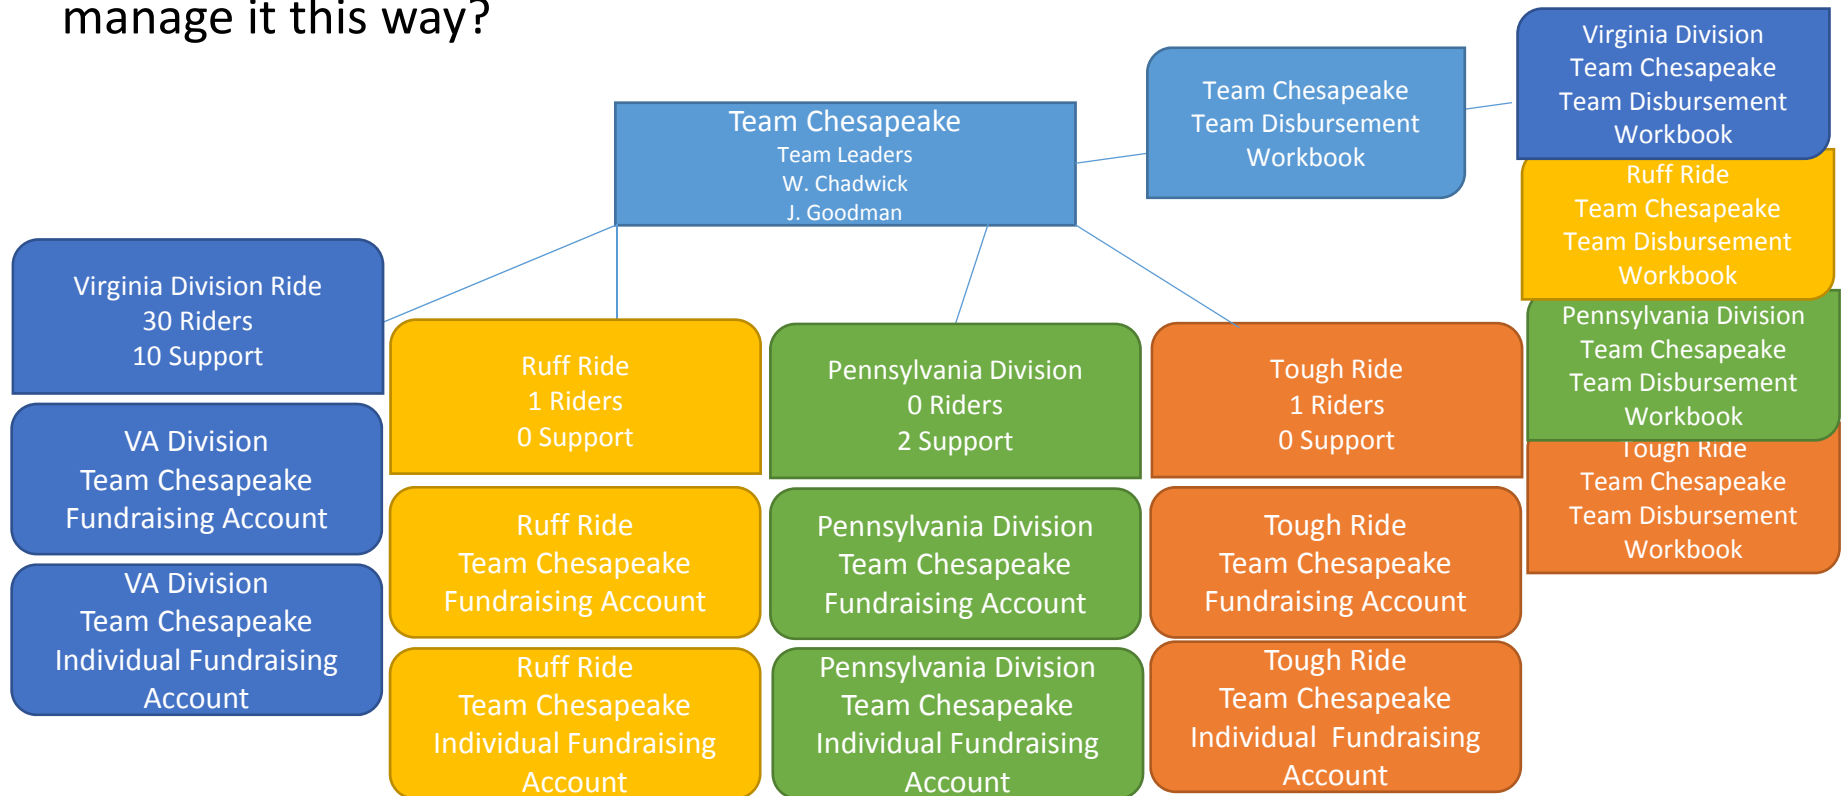 manage it this way?
Team Chesapeake
Team Leaders
W. Chadwick
J. Goodman
Team Chesapeake
Team Disbursement
Workbook
Virginia Division
Team Chesapeake
Team Disbursement
Workbook
Ruff Ride
Team Chesapeake
Team Disbursement
Workbook
Pennsylvania Division
Team Chesapeake
Team Disbursement
Workbook
Tough Ride
Team Chesapeake
Team Disbursement
Workbook
Virginia Division Ride
30 Riders
10 Support
VA Division
Team Chesapeake
Fundraising Account
VA Division
Team Chesapeake
Individual Fundraising
Account
Ruff Ride
1 Riders
0 Support
Ruff Ride
Team Chesapeake
Fundraising Account
Ruff Ride
Team Chesapeake
Individual Fundraising
Account
Pennsylvania Division
0 Riders
2 Support
Pennsylvania Division
Team Chesapeake
Fundraising Account
Pennsylvania Division
Team Chesapeake
Individual Fundraising
Account
Tough Ride
1 Riders
0 Support
Tough Ride
Team Chesapeake
Fundraising Account
Tough Ride
Team Chesapeake
Individual Fundraising
Account